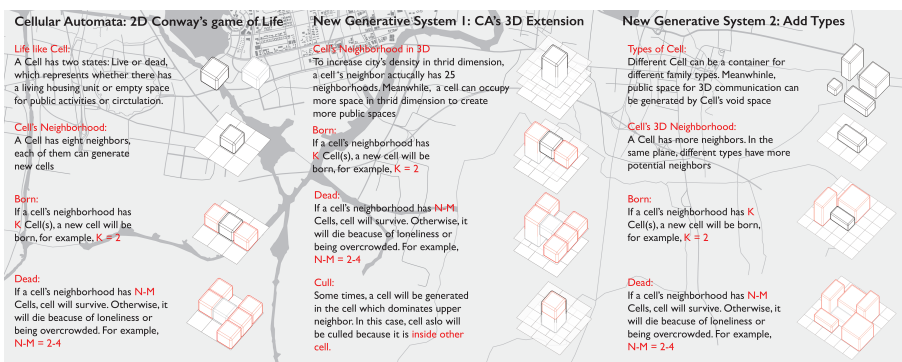 Cellular Automata: 2D Conway's game of Life
Life like Cell:
A Cell has two states: Live or dead,
which represents whether there has
a living housing unit or empty space
for public activities or circtulation.
Cell's Neighborhood:
A Cell has eight neighbors,
each of them can generate
new cells
Born:
If a cell's neighborhood has
K Cell(s), a new cell will be
born, for example, K = 2
Dead:
If a cell's neighborhood has N-M
Cells, cell will survive. Otherwise, it
will die beacuse of loneliness or
being overcrowded. For example,
N-M = 2-4
New Generative System 1: CA's 3D Extension
Cell's Neighborhood in 3D
To increase city's density in thrid dimension,
a cell 's neighbor actucally has 25
neighborhoods. Meanwhile, a cell can occupy
more space in thrid dimension to create
more public spaces
Born:
If a cell's neighborhood has
K Cell(s), a new cell will be
born, for example, K = 2
Dead:
If a cell's neighborhood has N-M
Cells, cell will survive. Otherwise, it
will die beacuse of loneliness or
being overcrowded. For example,
N-M = 2-4
Cull:
Some times, a cell will be generated
in the cell which dominates upper
neighbor. In this case, cell aslo will
be culled because it is inside other
cell.
New Generative System 2: Add Types
Types of Cell:
Different Cell can be a container for
different family types. Meanwhinle,
public space for 3D communication can
be generated by Cell's void space
Cell's 3D Neighborhood:
A Cell has more neighbors. In the
same plane, different types have more
potential neighbors
Born:
If a cell's neighborhood has K
Cell(s), a new cell will be born,
for example, K = 2
Dead:
If a cell's neighborhood has N-M
Cells, cell will survive. Otherwise, it
will die beacuse of loneliness or
being overcrowded. For example,
N-M = 2-4